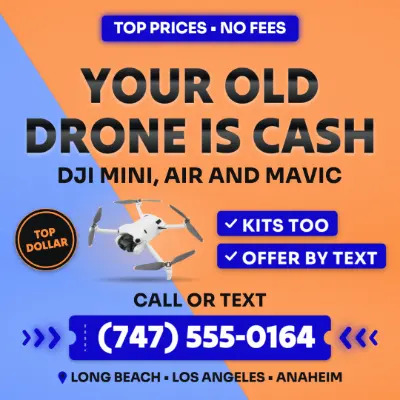 TOP PRICES • NO FEES
YOUR OLD
DRONE IS CASH
DJI MINI, AIR AND MAVIC
TOP
DOLLAR
✓ KITS TOO
✓ OFFER BY TEXT
CALL OR TEXT
(747) 555-0164
LONG BEACH • LOS ANGELES • ANAHEIM